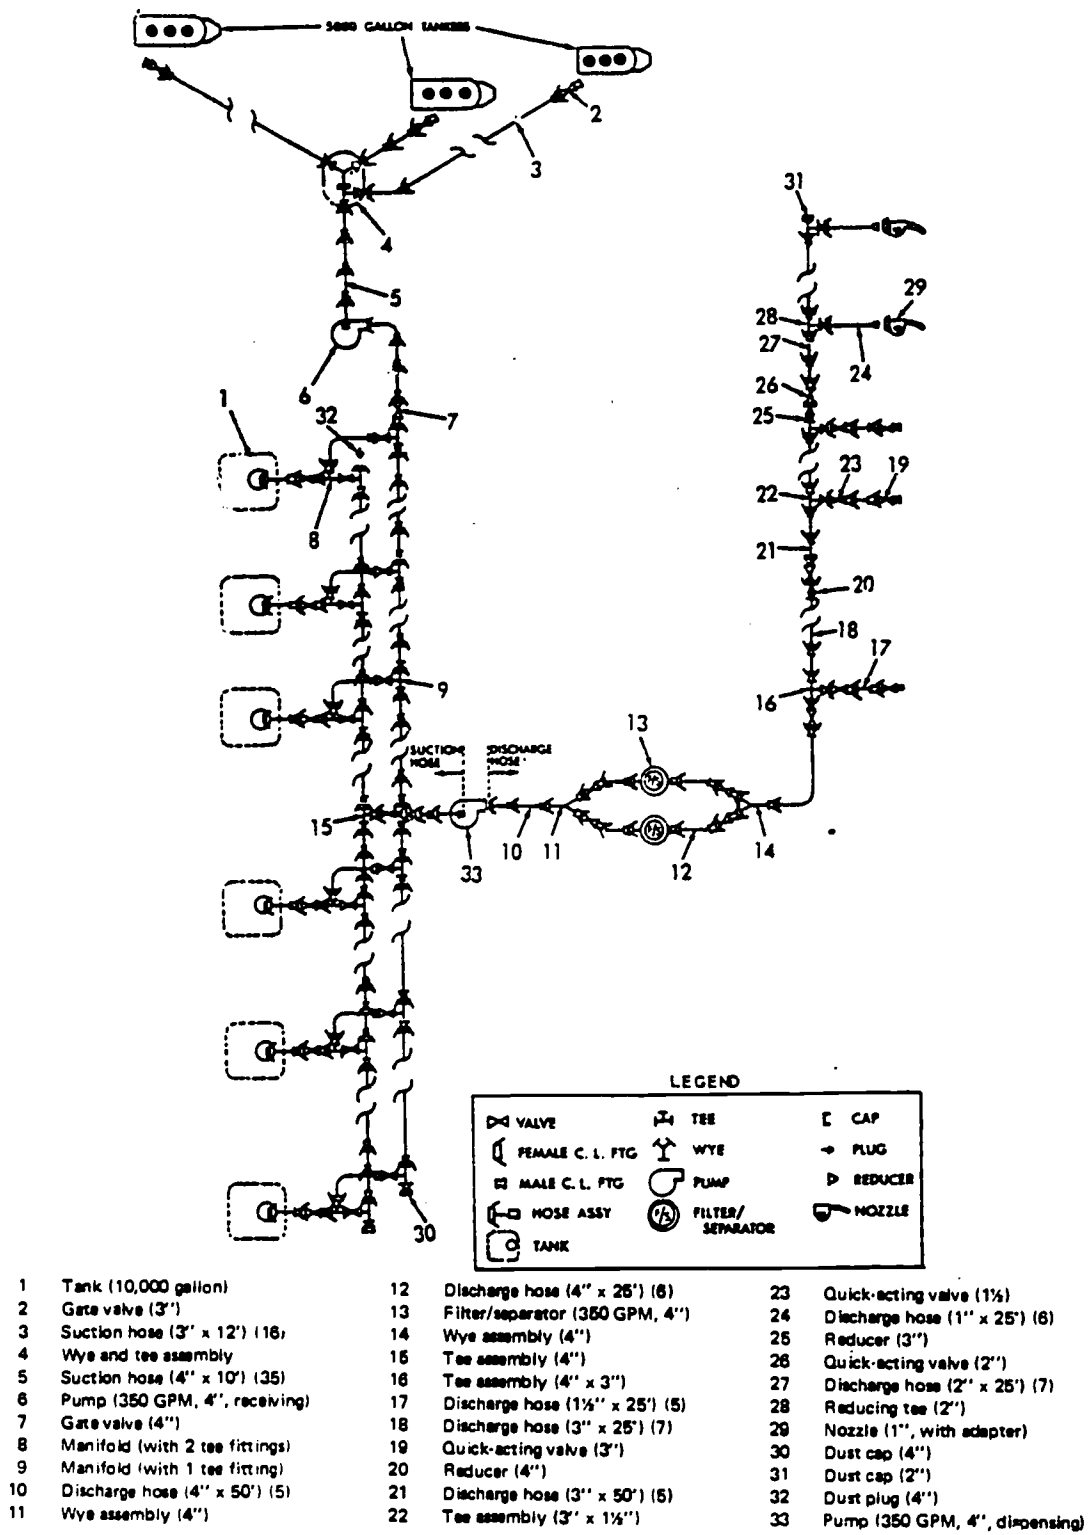 5000 GALLON TANKERS
2
3
31
4
5
29
28
27
6
24
1
32
7
26
25
23
19
22
8
21
20
18
17
9
16
SUCTION HOSE
DISCHARGE HOSE
13
15
33
10
11
12
14
30
LEGEND
VALVE
TEE
CAP
FEMALE C. L. FTG
WYE
PLUG
MALE C. L. FTG
PUMP
REDUCER
HOSE ASSY
F/S
FILTER/SEPARATOR
NOZZLE
TANK
1 Tank (10,000 gallon)
2 Gate valve (3'')
3 Suction hose (3'' x 12') (16)
4 Wye and tee assembly
5 Suction hose (4'' x 10') (35)
6 Pump (350 GPM, 4'', receiving)
7 Gate valve (4'')
8 Manifold (with 2 tee fittings)
9 Manifold (with 1 tee fitting)
10 Discharge hose (4'' x 50') (5)
11 Wye assembly (4'')
12 Discharge hose (4'' x 25') (6)
13 Filter/separator (350 GPM, 4'')
14 Wye assembly (4'')
15 Tee assembly (4'')
16 Tee assembly (4'' x 3'')
17 Discharge hose (1½'' x 25') (5)
18 Discharge hose (3'' x 25') (7)
19 Quick-acting valve (3'')
20 Reducer (4'')
21 Discharge hose (3'' x 50') (5)
22 Tee assembly (3'' x 1½'')
23 Quick-acting valve (1½)
24 Discharge hose (1'' x 25') (6)
25 Reducer (3'')
26 Quick-acting valve (2'')
27 Discharge hose (2'' x 25') (7)
28 Reducing tee (2'')
29 Nozzle (1'', with adapter)
30 Dust cap (4'')
31 Dust cap (2'')
32 Dust plug (4'')
33 Pump (350 GPM, 4'', dispensing)